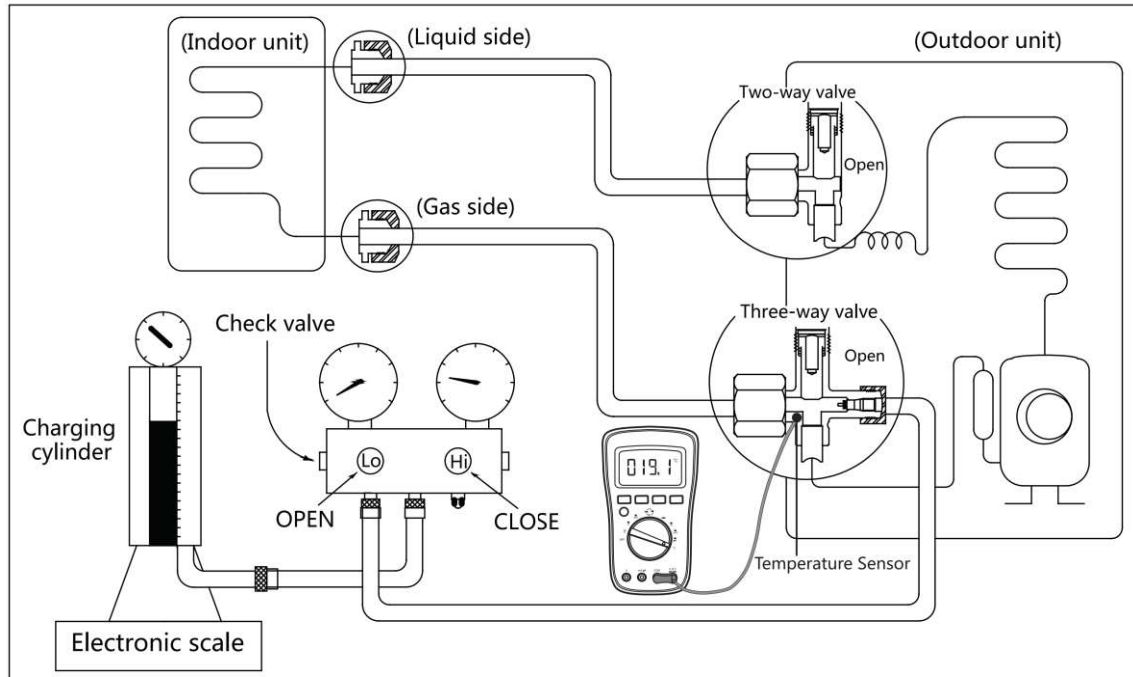 (Indoor unit)
(Liquid side)
(Outdoor unit)
Two-way valve
Open
(Gas side)
Three-way valve
Open
Check valve
Charging
cylinder
Lo
Hi
OPEN
CLOSE
019.1
Temperature Sensor
Electronic scale